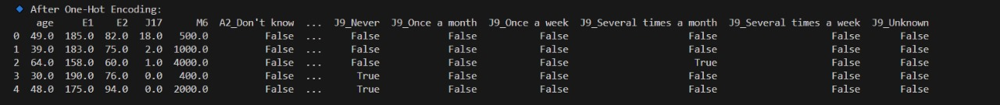 🔹 After One-Hot Encoding:
age E1 E2 J17 M6 A2_Don't know ... J9_Never J9_Once a month J9_Once a week J9_Several times a month J9_Several times a week J9_Unknown
0 49.0 185.0 82.0 18.0 500.0 False ... False False False False False False
1 39.0 183.0 75.0 2.0 1000.0 False ... False False False False False False
2 64.0 158.0 60.0 1.0 4000.0 False ... False False False True False False
3 30.0 190.0 76.0 0.0 400.0 False ... True False False False False False
4 48.0 175.0 94.0 0.0 2000.0 False ... True False False False False False